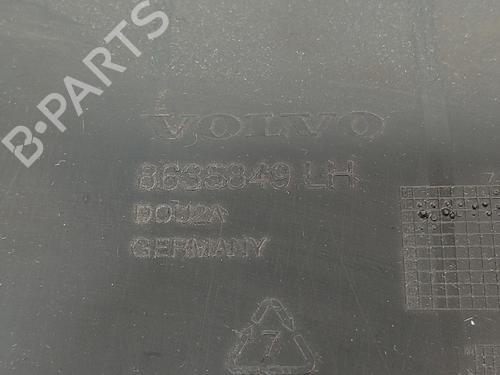 B-PARTS
VOLVO
8635849 LH
GERMANY
7